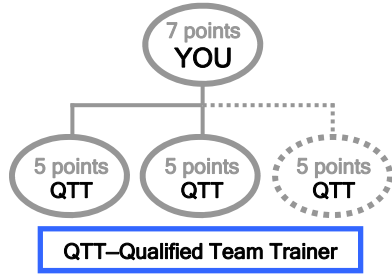 7 points
YOU
5 points
QTT
5 points
QTT
5 points
QTT
QTT–Qualified Team Trainer